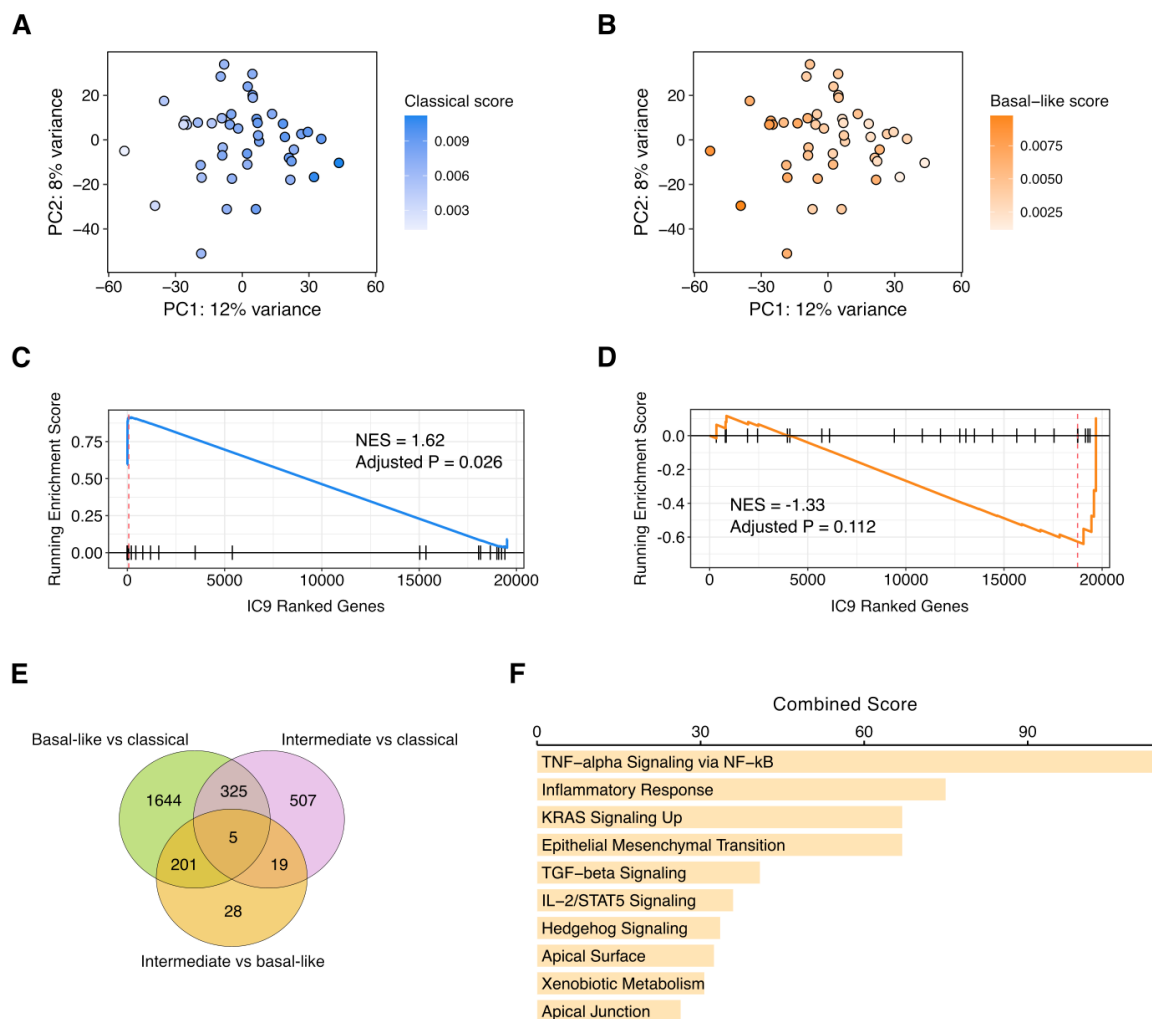 A
B
Classical score
0.009
0.006
0.003
20
0
−20
−40
PC2: 8% variance
−60
−30
0
30
60
PC1: 12% variance
Basal−like score
0.0075
0.0050
0.0025
20
0
−20
−40
PC2: 8% variance
−60
−30
0
30
60
PC1: 12% variance
C
D
Running Enrichment Score
0.75
0.50
0.25
0.00
NES = 1.62
Adjusted P = 0.026
0
5000
10000
15000
20000
IC9 Ranked Genes
Running Enrichment Score
0.0
-0.2
-0.4
-0.6
NES = -1.33
Adjusted P = 0.112
0
5000
10000
15000
20000
IC9 Ranked Genes
E
F
Basal-like vs classical
Intermediate vs classical
1644
325
507
5
201
19
28
Intermediate vs basal-like
Combined Score
0
30
60
90
TNF−alpha Signaling via NF−kB
Inflammatory Response
KRAS Signaling Up
Epithelial Mesenchymal Transition
TGF−beta Signaling
IL−2/STAT5 Signaling
Hedgehog Signaling
Apical Surface
Xenobiotic Metabolism
Apical Junction